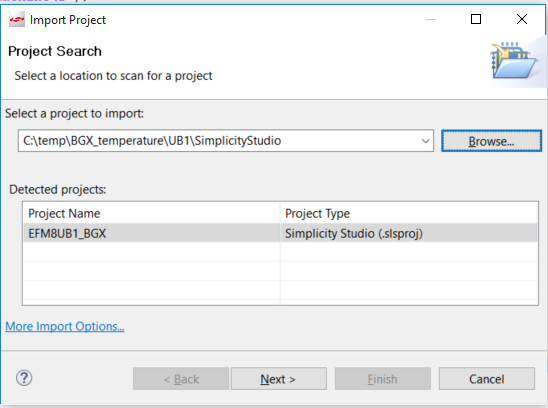 Import Project
Project Search
Select a location to scan for a project
Select a project to import:
C:\temp\BGX_temperature\UB1\SimplicityStudio
Browse...
Detected projects:
Project Name Project Type
EFM8UB1_BGX Simplicity Studio (.slsproj)
More Import Options...
? < Back Next > Finish Cancel